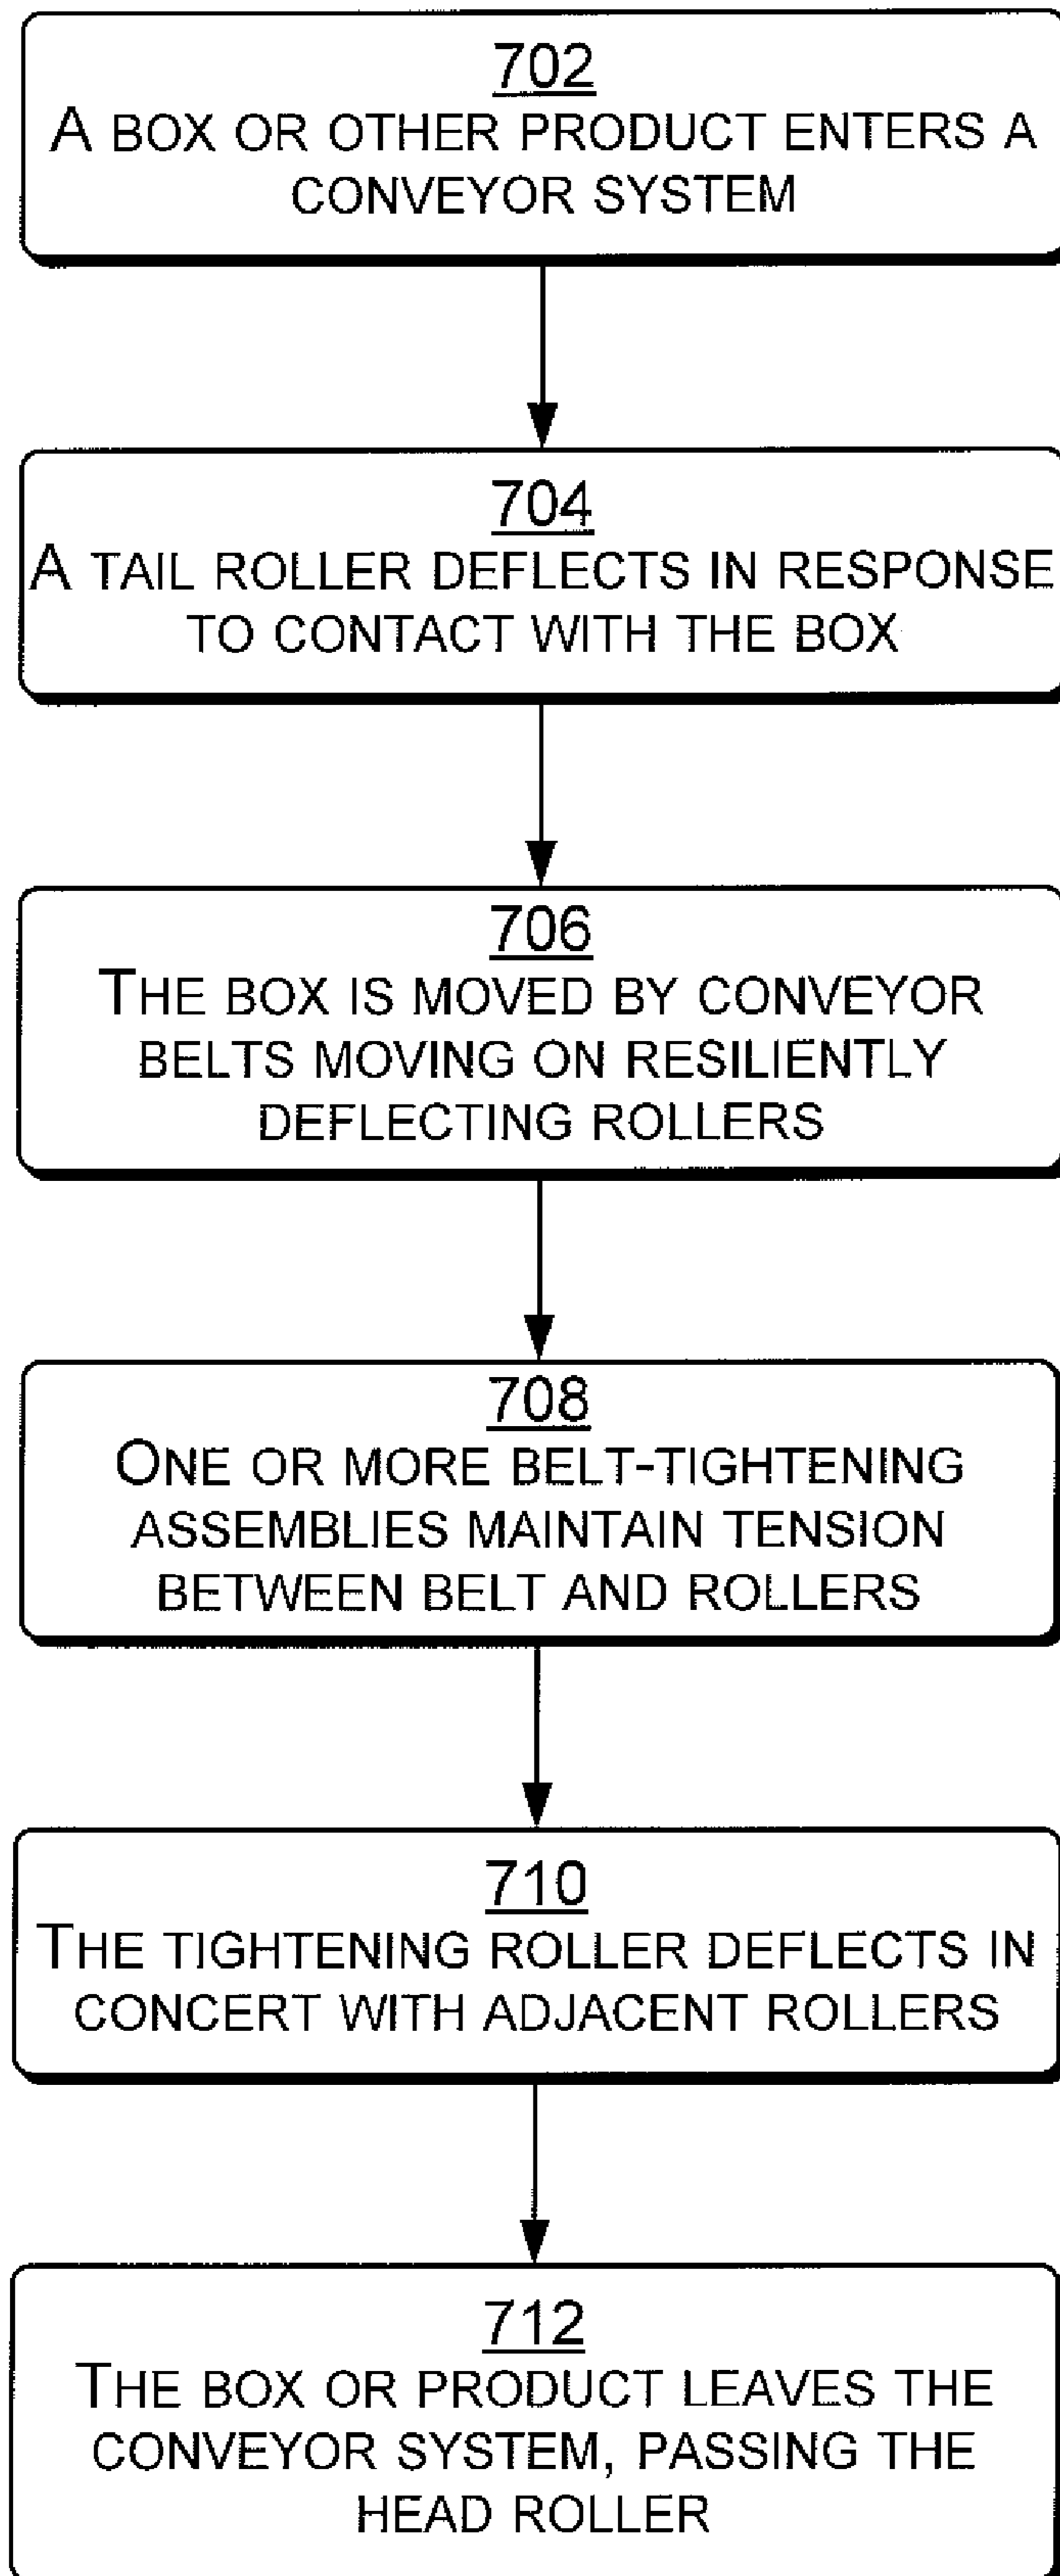 702
A BOX OR OTHER PRODUCT ENTERS A
CONVEYOR SYSTEM
704
A TAIL ROLLER DEFLECTS IN RESPONSE
TO CONTACT WITH THE BOX
706
THE BOX IS MOVED BY CONVEYOR
BELTS MOVING ON RESILIENTLY
DEFLECTING ROLLERS
708
ONE OR MORE BELT-TIGHTENING
ASSEMBLIES MAINTAIN TENSION
BETWEEN BELT AND ROLLERS
710
THE TIGHTENING ROLLER DEFLECTS IN
CONCERT WITH ADJACENT ROLLERS
712
THE BOX OR PRODUCT LEAVES THE
CONVEYOR SYSTEM, PASSING THE
HEAD ROLLER